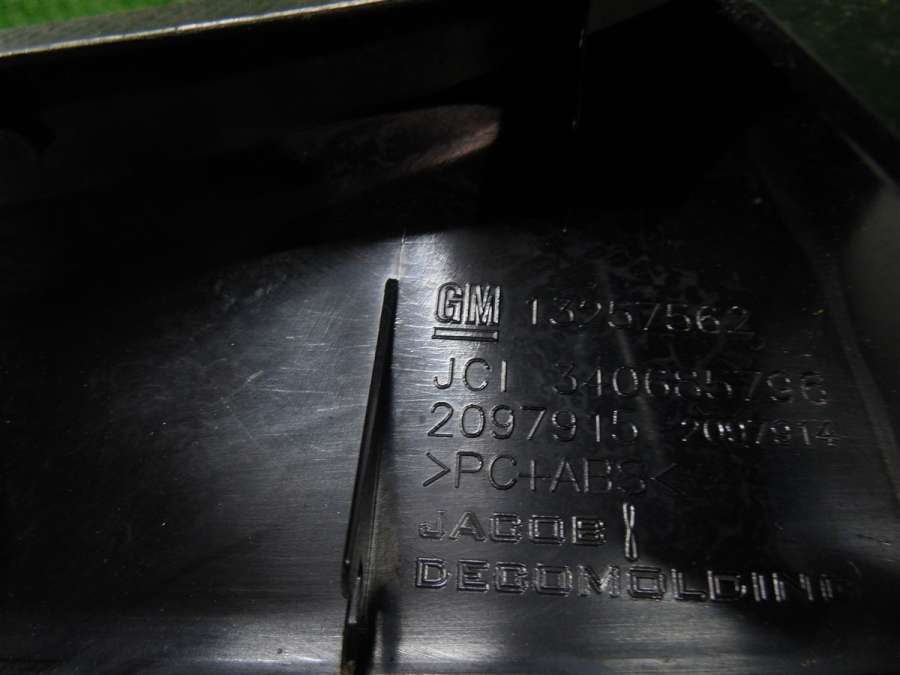 GM 13257562
JCI 340685796
2097915 2097914
>PC+ABS<
JACOB
DECOMOLDING